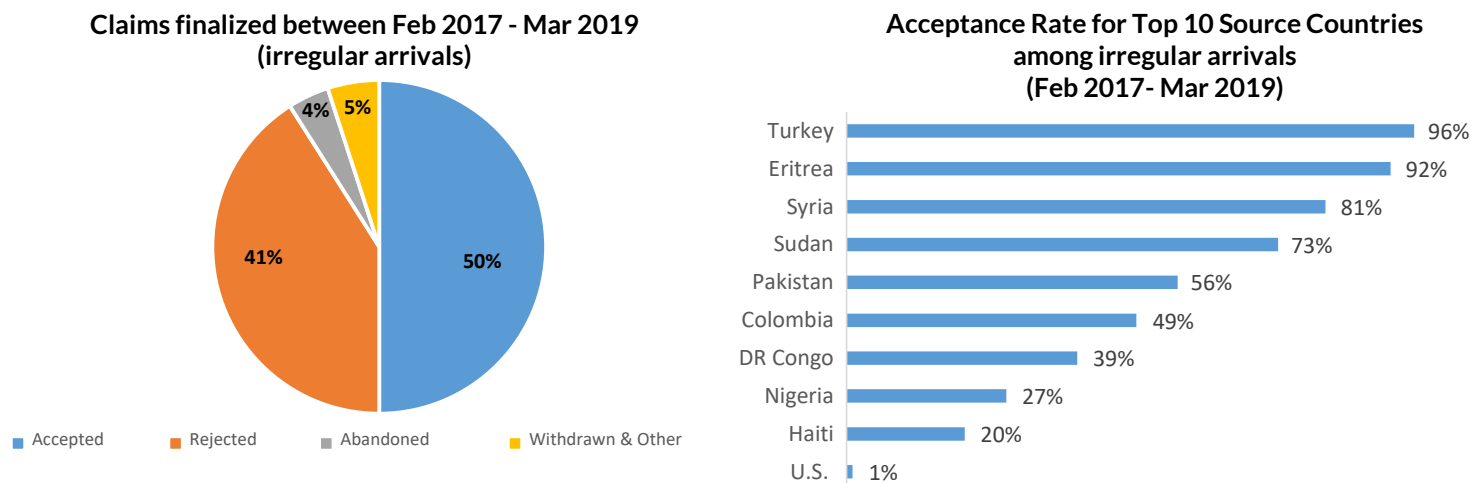 Claims finalized between Feb 2017 - Mar 2019
(irregular arrivals)
4%
5%
41%
50%
Accepted
Rejected
Abandoned
Withdrawn & Other
Acceptance Rate for Top 10 Source Countries
among irregular arrivals
(Feb 2017- Mar 2019)
Turkey 96%
Eritrea 92%
Syria 81%
Sudan 73%
Pakistan 56%
Colombia 49%
DR Congo 39%
Nigeria 27%
Haiti 20%
U.S. 1%